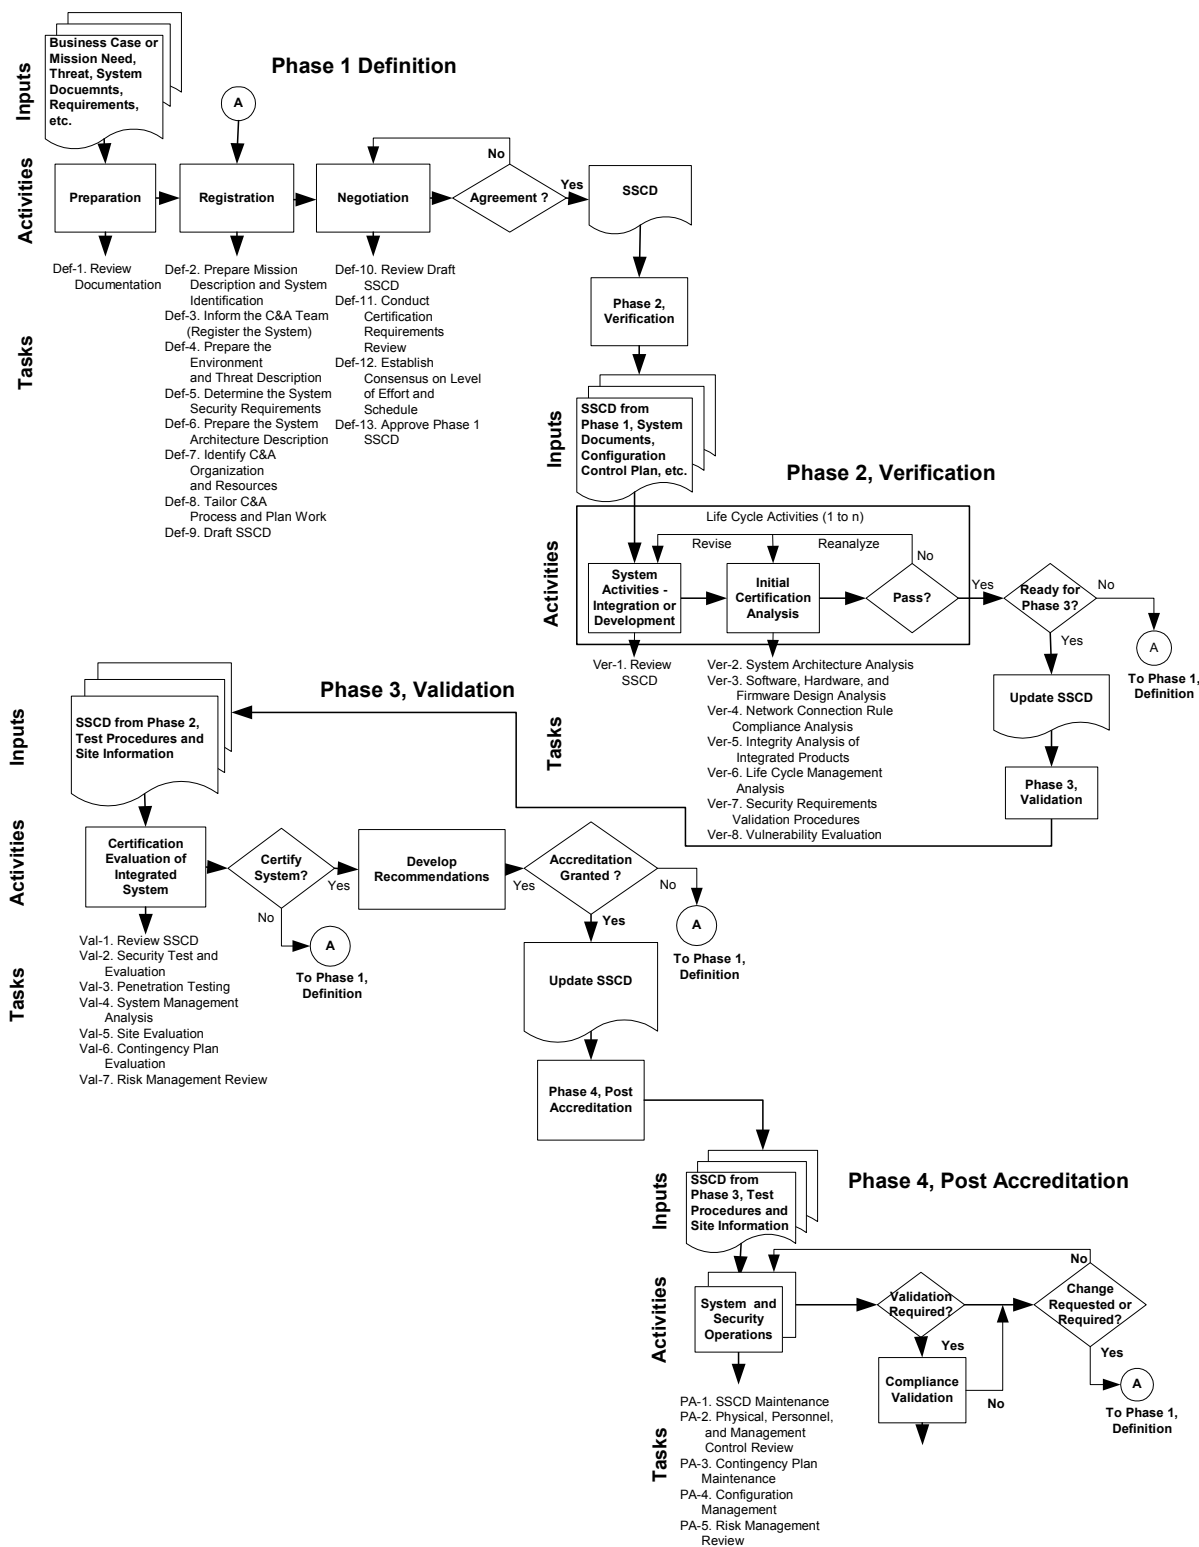 Business Case or
Mission Need,
Threat, System
Docuemnts,
Requirements,
etc.
Inputs
Phase 1 Definition
A
Activities
Preparation
Registration
Negotiation
No
Agreement ?
Yes
SSCD
Tasks
Def-1. Review
Documentation
Def-2. Prepare Mission
Description and System
Identification
Def-3. Inform the C&A Team
(Register the System)
Def-4. Prepare the
Environment
and Threat Description
Def-5. Determine the System
Security Requirements
Def-6. Prepare the System
Architecture Description
Def-7. Identify C&A
Organization
and Resources
Def-8. Tailor C&A
Process and Plan Work
Def-9. Draft SSCD
Def-10. Review Draft
SSCD
Def-11. Conduct
Certification
Requirements
Review
Def-12. Establish
Consensus on Level
of Effort and
Schedule
Def-13. Approve Phase 1
SSCD
Phase 2,
Verification
Inputs
SSCD from
Phase 1, System
Documents,
Configuration
Control Plan, etc.
Phase 2, Verification
Life Cycle Activities (1 to n)
Revise
Reanalyze
No
Activities
System
Activities -
Integration or
Development
Initial
Certification
Analysis
Pass?
Yes
Ready for
Phase 3?
No
Yes
A
To Phase 1,
Definition
Tasks
Ver-1. Review
SSCD
Ver-2. System Architecture Analysis
Ver-3. Software, Hardware, and
Firmware Design Analysis
Ver-4. Network Connection Rule
Compliance Analysis
Ver-5. Integrity Analysis of
Integrated Products
Ver-6. Life Cycle Management
Analysis
Ver-7. Security Requirements
Validation Procedures
Ver-8. Vulnerability Evaluation
Update SSCD
Phase 3,
Validation
Phase 3, Validation
Inputs
SSCD from Phase 2,
Test Procedures and
Site Information
Activities
Certification
Evaluation of
Integrated
System
Certify
System?
Yes
No
A
To Phase 1,
Definition
Develop
Recommendations
Yes
Accreditation
Granted ?
No
A
To Phase 1,
Definition
Yes
Tasks
Val-1. Review SSCD
Val-2. Security Test and
Evaluation
Val-3. Penetration Testing
Val-4. System Management
Analysis
Val-5. Site Evaluation
Val-6. Contingency Plan
Evaluation
Val-7. Risk Management Review
Update SSCD
Phase 4, Post
Accreditation
Phase 4, Post Accreditation
Inputs
SSCD from
Phase 3, Test
Procedures and
Site Information
Activities
System and
Security
Operations
Validation
Required?
Yes
Compliance
Validation
No
No
Change
Requested or
Required?
Yes
A
To Phase 1,
Definition
Tasks
PA-1. SSCD Maintenance
PA-2. Physical, Personnel,
and Management
Control Review
PA-3. Contingency Plan
Maintenance
PA-4. Configuration
Management
PA-5. Risk Management
Review